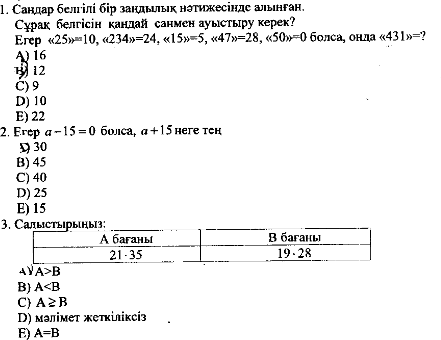 1. Сандар белгілі бір заңдылық нәтижесінде алынған.
Сұрақ белгісін қандай санмен ауыстыру керек?
Егер «25»=10, «234»=24, «15»=5, «47»=28, «50»=0 болса, онда «431»=?
A) 16
B) 12
C) 9
D) 10
E) 22
2. Егер a−15=0 болса, a+15 неге тең
A) 30
B) 45
C) 40
D) 25
E) 15
3. Салыстырыңыз:
А бағаны В бағаны
21·35 19·28
A) A>B
B) A<B
C) A≥B
D) мәлімет жеткіліксіз
E) A=B